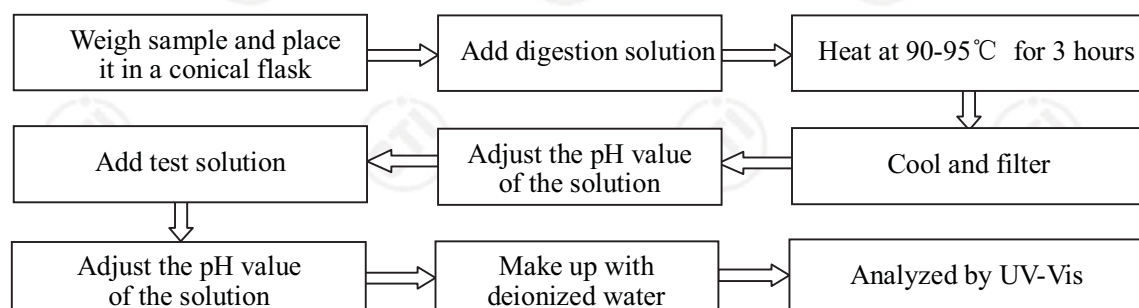 Weigh sample and place
it in a conical flask
Add digestion solution
Heat at 90-95℃ for 3 hours
Cool and filter
Adjust the pH value
of the solution
Add test solution
Adjust the pH value
of the solution
Make up with
deionized water
Analyzed by UV-Vis